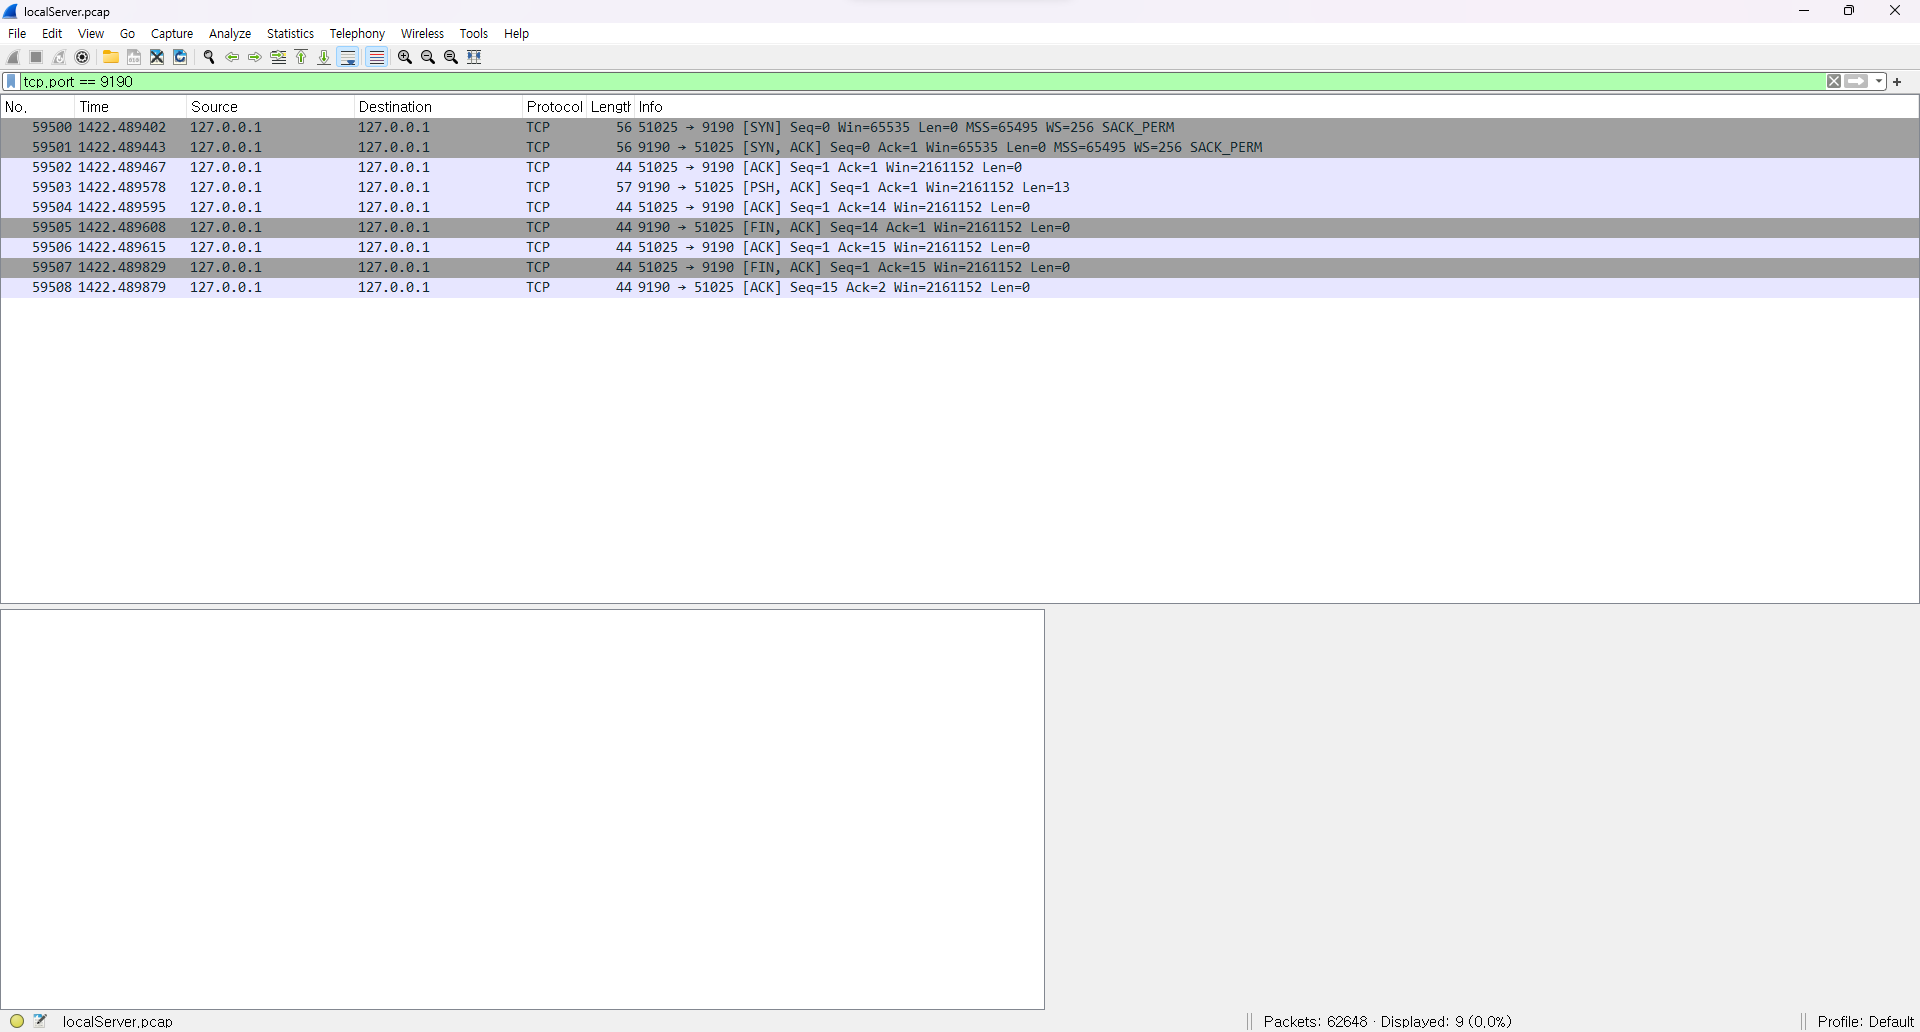 localServer.pcap
File Edit View Go Capture Analyze Statistics Telephony Wireless Tools Help
tcp.port == 9190
No. Time Source Destination Protocol Length Info
59500 1422.489402 127.0.0.1 127.0.0.1 TCP 56 51025 → 9190 [SYN] Seq=0 Win=65535 Len=0 MSS=65495 WS=256 SACK_PERM
59501 1422.489443 127.0.0.1 127.0.0.1 TCP 56 9190 → 51025 [SYN, ACK] Seq=0 Ack=1 Win=65535 Len=0 MSS=65495 WS=256 SACK_PERM
59502 1422.489467 127.0.0.1 127.0.0.1 TCP 44 51025 → 9190 [ACK] Seq=1 Ack=1 Win=2161152 Len=0
59503 1422.489578 127.0.0.1 127.0.0.1 TCP 57 9190 → 51025 [PSH, ACK] Seq=1 Ack=1 Win=2161152 Len=13
59504 1422.489595 127.0.0.1 127.0.0.1 TCP 44 51025 → 9190 [ACK] Seq=1 Ack=14 Win=2161152 Len=0
59505 1422.489608 127.0.0.1 127.0.0.1 TCP 44 9190 → 51025 [FIN, ACK] Seq=14 Ack=1 Win=2161152 Len=0
59506 1422.489615 127.0.0.1 127.0.0.1 TCP 44 51025 → 9190 [ACK] Seq=1 Ack=15 Win=2161152 Len=0
59507 1422.489829 127.0.0.1 127.0.0.1 TCP 44 51025 → 9190 [FIN, ACK] Seq=1 Ack=15 Win=2161152 Len=0
59508 1422.489879 127.0.0.1 127.0.0.1 TCP 44 9190 → 51025 [ACK] Seq=15 Ack=2 Win=2161152 Len=0
localServer.pcap
Packets: 62648 · Displayed: 9 (0.0%)
Profile: Default